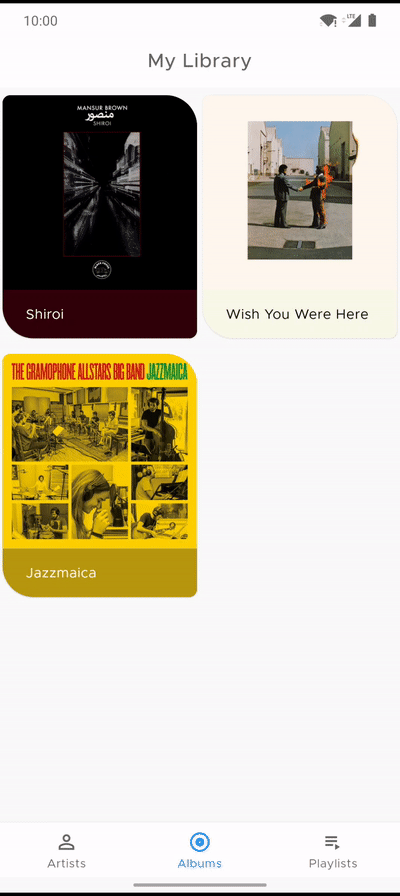 10:00
LTE
My Library
MANSUR BROWN
منصور
SHIROI
Shiroi
Wish You Were Here
THE GRAMOPHONE ALLSTARS BIG BAND JAZZMAICA
Jazzmaica
Artists
Albums
Playlists